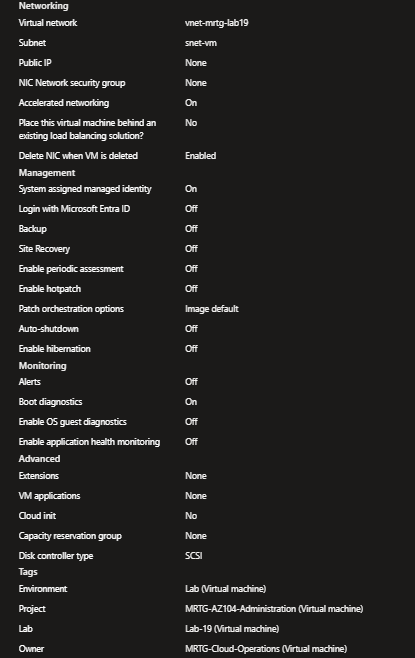 Networking
Virtual network vnet-mrtg-lab19
Subnet snet-vm
Public IP None
NIC Network security group None
Accelerated networking On
Place this virtual machine behind an No
existing load balancing solution?
Delete NIC when VM is deleted Enabled
Management
System assigned managed identity On
Login with Microsoft Entra ID Off
Backup Off
Site Recovery Off
Enable periodic assessment Off
Enable hotpatch Off
Patch orchestration options Image default
Auto-shutdown Off
Enable hibernation Off
Monitoring
Alerts Off
Boot diagnostics On
Enable OS guest diagnostics Off
Enable application health monitoring Off
Advanced
Extensions None
VM applications None
Cloud init No
Capacity reservation group None
Disk controller type SCSI
Tags
Environment Lab (Virtual machine)
Project MRTG-AZ104-Administration (Virtual machine)
Lab Lab-19 (Virtual machine)
Owner MRTG-Cloud-Operations (Virtual machine)